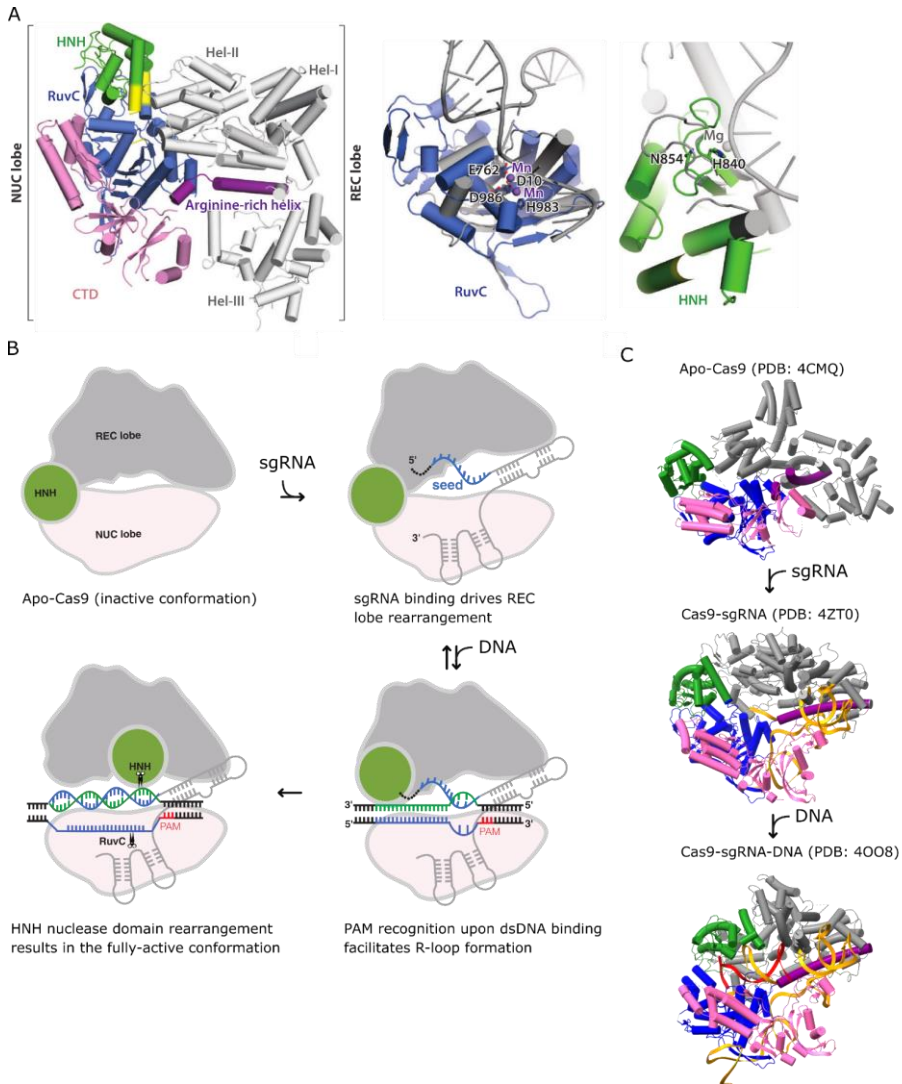 A
NUC lobe
HNH
RuvC
Hel-II
Hel-I
Arginine-rich helix
CTD
Hel-III
REC lobe
E762
Mn
D10
D986
Mn
H983
RuvC
Mg
N854
H840
HNH
B
REC lobe
HNH
NUC lobe
Apo-Cas9 (inactive conformation)
sgRNA
5'
seed
3'
sgRNA binding drives REC
lobe rearrangement
DNA
HNH
PAM
RuvC
HNH nuclease domain rearrangement
results in the fully-active conformation
3'
5'
5'
PAM
3'
PAM recognition upon dsDNA binding
facilitates R-loop formation
C
Apo-Cas9 (PDB: 4CMQ)
sgRNA
Cas9-sgRNA (PDB: 4ZT0)
DNA
Cas9-sgRNA-DNA (PDB: 4OO8)